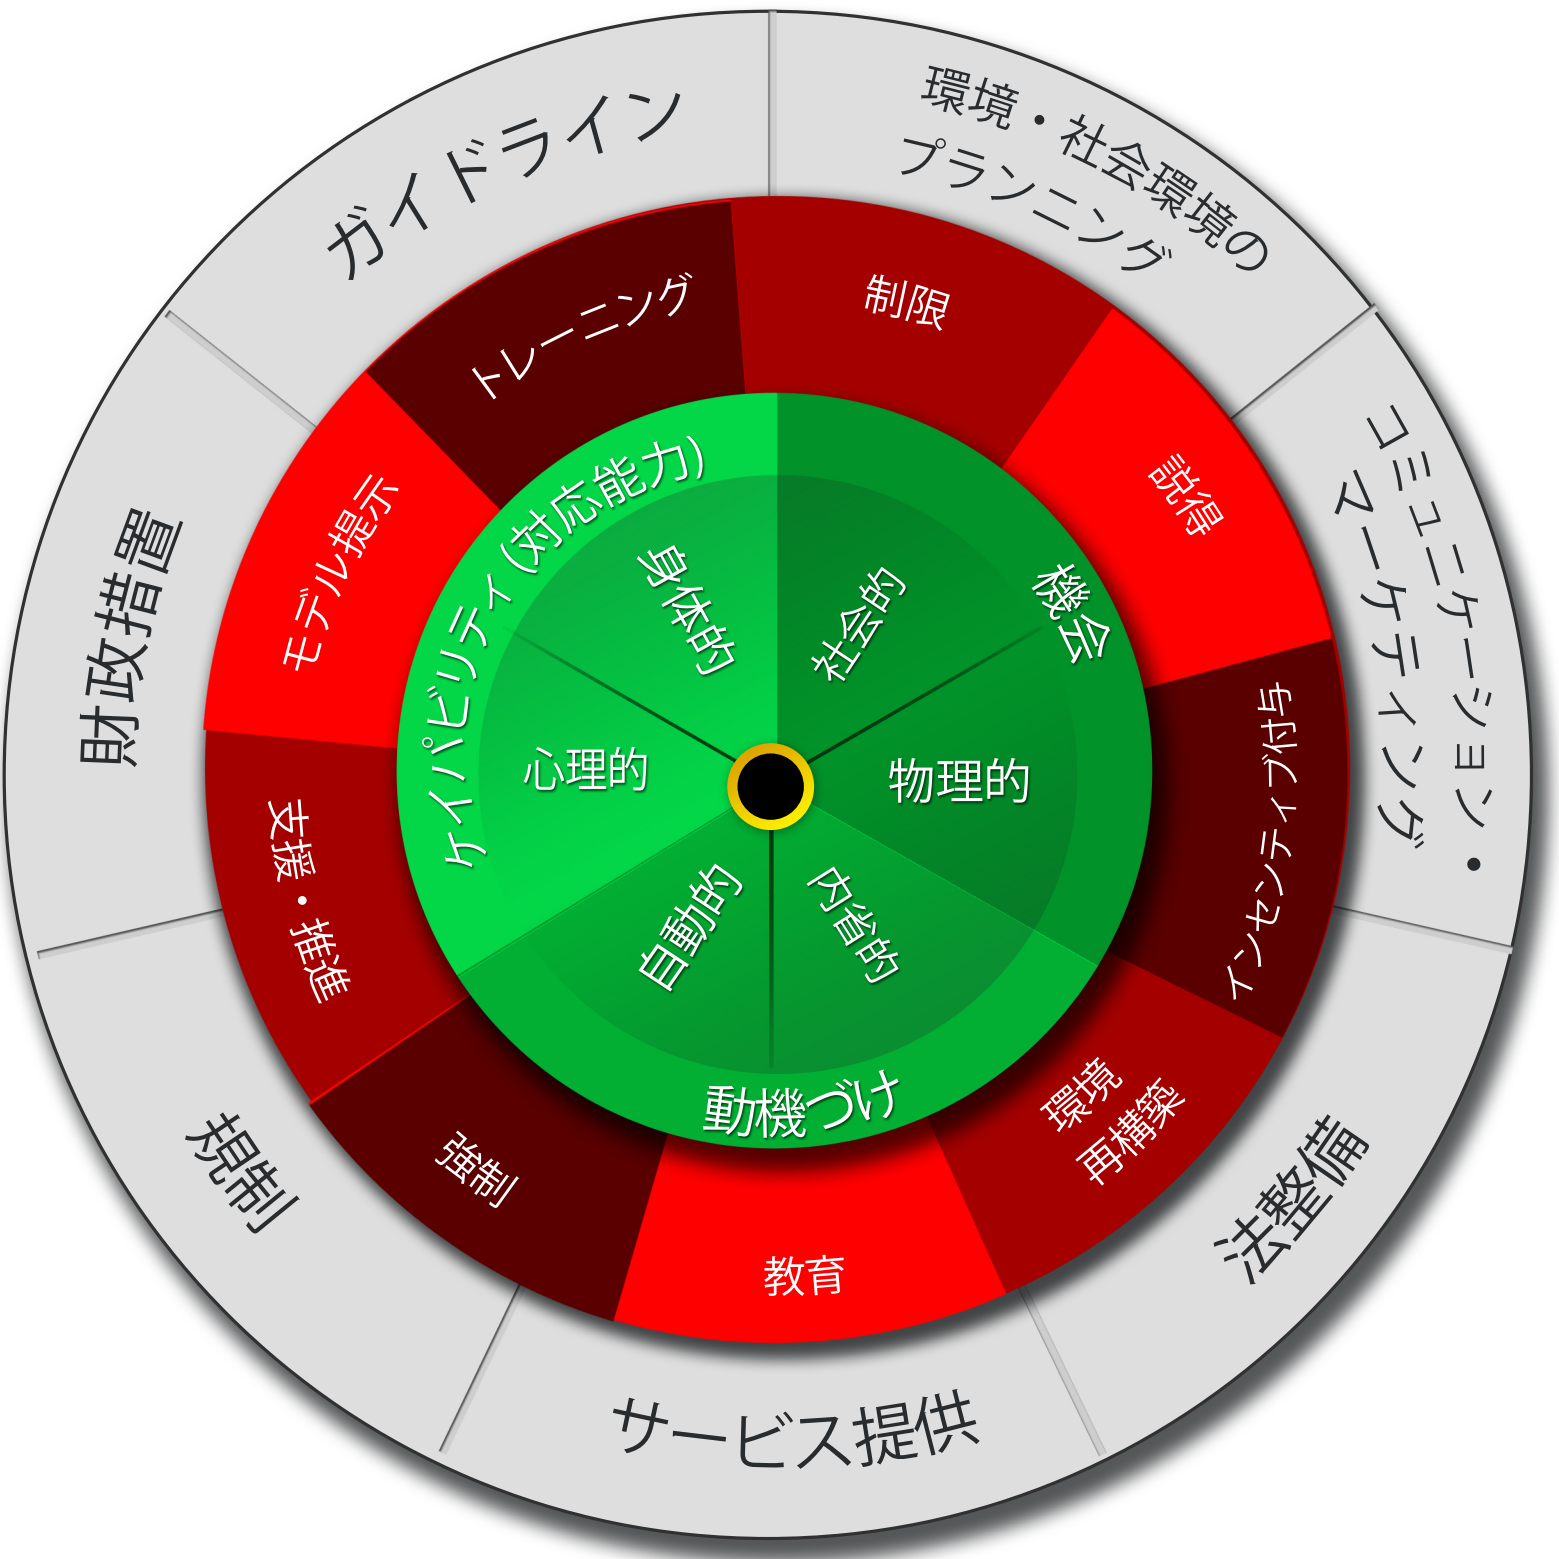 ガイドライン
環境・社会環境の
プランニング
コミュニケーション・
マーケティング
法整備
サービス提供
規制
財政措置
トレーニング
制限
説得
インセンティブ付与
環境
再構築
教育
強制
支援・推進
モデル提示
ケイパビリティ(対応能力)
機会
動機づけ
身体的
社会的
物理的
内省的
自動的
心理的